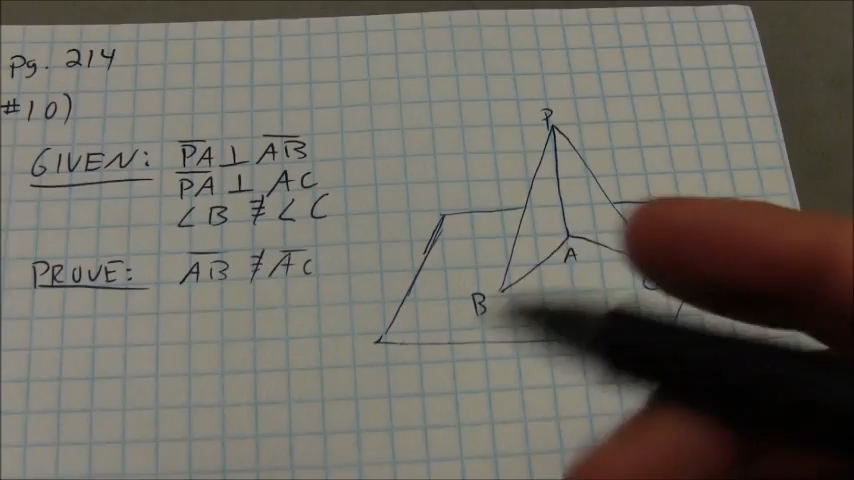 Pg. 214
#10)
GIVEN: PA ⊥ AB
PA ⊥ AC
∠B ≇ ∠C
PROVE: AB ≇ AC
P
A
B